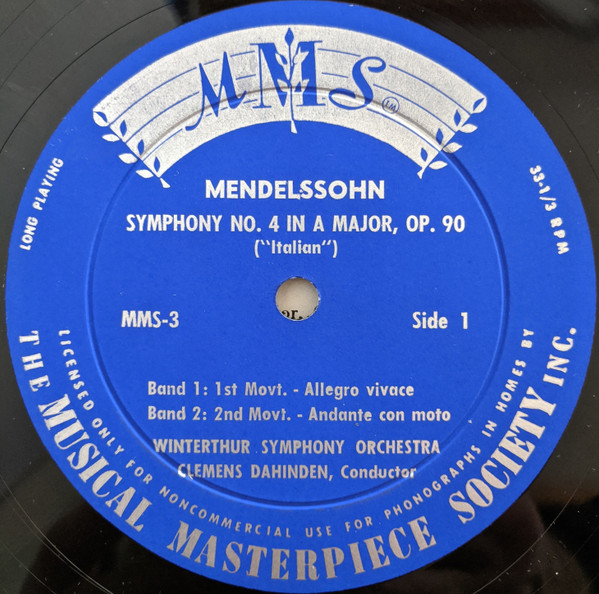 MMS
LONG PLAYING
33-1/3 RPM
MENDELSSOHN
SYMPHONY NO. 4 IN A MAJOR, OP. 90
("Italian")
MMS-3
Side 1
Band 1: 1st Movt. - Allegro vivace
Band 2: 2nd Movt. - Andante con moto
WINTERTHUR SYMPHONY ORCHESTRA
CLEMENS DAHINDEN, Conductor
LICENSED ONLY FOR NONCOMMERCIAL USE FOR PHONOGRAPHS IN HOMES BY
THE MUSICAL MASTERPIECE SOCIETY INC.